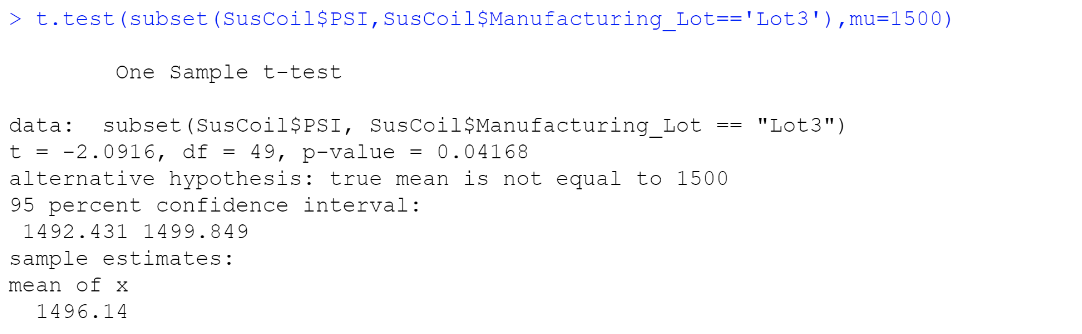 > t.test(subset(SusCoil$PSI,SusCoil$Manufacturing_Lot=='Lot3'),mu=1500)
One Sample t-test
data:  subset(SusCoil$PSI, SusCoil$Manufacturing_Lot == "Lot3")
t = -2.0916, df = 49, p-value = 0.04168
alternative hypothesis: true mean is not equal to 1500
95 percent confidence interval:
1492.431 1499.849
sample estimates:
mean of x
1496.14